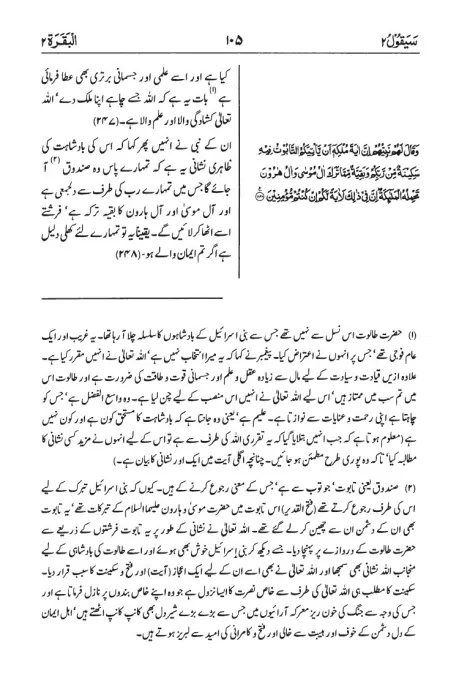 سيقول ٢
١٠٥
البقرة ٢
کیا ہے اور اسے علمی اور جسمانی برتری بھی عطا فرمائی
ہے (۱) بات یہ ہے کہ اللہ جسے چاہے اپنا ملک دے، اللہ
تعالیٰ کشادگی والا اور علم والا ہے۔ (۲۴۷)
وَقَالَ لَهُمْ نَبِيُّهُمْ إِنَّ آيَةَ مُلْكِهِ أَن يَأْتِيَكُمُ التَّابُوتُ فِيهِ
سَكِينَةٌ مِّن رَّبِّكُمْ وَبَقِيَّةٌ مِّمَّا تَرَكَ آلُ مُوسَىٰ وَآلُ هَارُونَ
تَحْمِلُهُ الْمَلَائِكَةُ إِنَّ فِي ذَٰلِكَ لَآيَةً لَّكُمْ إِن كُنتُم مُّؤْمِنِينَ
ان کے نبی نے انہیں پھر کہا کہ اس کی بادشاہت کی
ظاہری نشانی یہ ہے کہ تمہارے پاس وہ صندوق (۲) آ
جائے گا جس میں تمہارے رب کی طرف سے دلجمعی ہے
اور آل موسیٰ اور آل ہارون کا بقیہ ترکہ ہے، فرشتے
اسے اٹھا کر لائیں گے۔ یقیناً یہ تو تمہارے لئے کھلی دلیل
ہے اگر تم ایمان والے ہو۔ (۲۴۸)
(۱) حضرت طالوت اس نسل سے نہیں تھے جس سے بنی اسرائیل کے بادشاہوں کا سلسلہ چلا آ رہا تھا۔ یہ غریب اور ایک
عام فوجی تھے، جس پر انہوں نے اعتراض کیا۔ پیغمبر نے کہا کہ یہ میرا انتخاب نہیں ہے، اللہ تعالیٰ نے انہیں مقرر کیا ہے۔
علاوہ ازیں قیادت و سیادت کے لیے مال سے زیادہ عقل و علم اور جسمانی قوت و طاقت کی ضرورت ہے اور طالوت اس
میں تم سب میں ممتاز ہیں، اس لیے اللہ تعالیٰ نے انہیں اس منصب کے لیے چن لیا ہے۔ وہ واسع الفضل ہے، جس کو
چاہتا ہے اپنی رحمت و عنایات سے نوازتا ہے۔ علیم ہے، یعنی وہ جانتا ہے کہ بادشاہت کا مستحق کون ہے اور کون نہیں
ہے (معلوم ہوتا ہے کہ جب انہیں بتلایا گیا کہ یہ تقرری اللہ کی طرف سے ہے تو اس کے لیے انہوں نے مزید کسی نشانی کا
مطالبہ کیا، تاکہ وہ پوری طرح مطمئن ہو جائیں۔ چنانچہ اگلی آیت میں ایک اور نشانی کا بیان ہے۔)
(۲) صندوق یعنی تابوت، جو توب سے ہے، جس کے معنی رجوع کرنے کے ہیں۔ کیوں کہ بنی اسرائیل تبرک کے لیے
اس کی طرف رجوع کرتے تھے (فتح القدیر) اس تابوت میں حضرت موسیٰ و ہارون علیہما السلام کے تبرکات تھے، یہ تابوت
بھی ان کے دشمن ان سے چھین کر لے گئے تھے۔ اللہ تعالیٰ نے نشانی کے طور پر یہ تابوت فرشتوں کے ذریعے سے
حضرت طالوت کے دروازے پر پہنچا دیا۔ جسے دیکھ کر بنی اسرائیل خوش بھی ہوئے اور اسے طالوت کی بادشاہی کے لیے
منجانب اللہ نشانی بھی سمجھا اور اللہ تعالیٰ نے بھی اسے ان کے لیے ایک اعجاز (آیت) اور فتح و سکینت کا سبب قرار دیا۔
سکینت کا مطلب ہی اللہ تعالیٰ کی طرف سے خاص نصرت کا ایسا نزول ہے جو وہ اپنے خاص بندوں پر نازل فرماتا ہے اور
جس کی وجہ سے جنگ کی خون ریز معرکہ آرائیوں میں جس سے بڑے بڑے شیر دل بھی کانپ کانپ اٹھتے ہیں، اہل ایمان
کے دل دشمن کے خوف اور ہیبت سے خالی اور فتح و کامرانی کی امید سے لبریز ہوتے ہیں۔